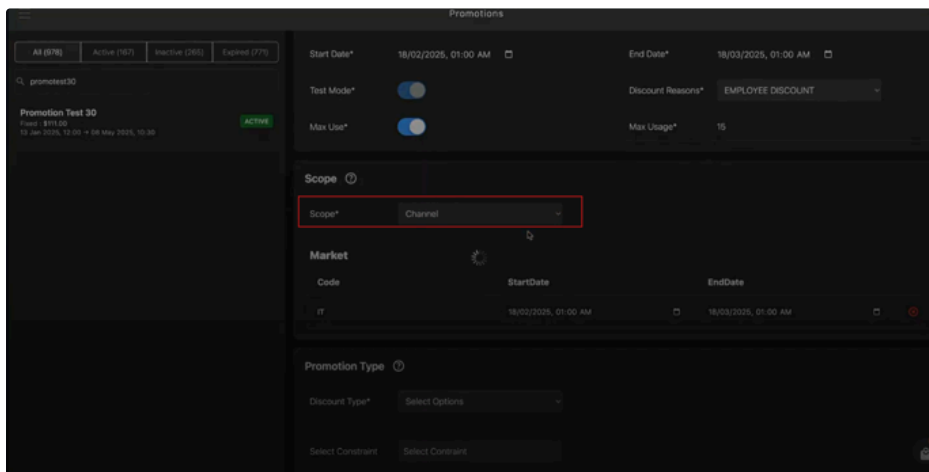 Promotions
All (978) Active (167) Inactive (265) Expired (771)
promotest30
Promotion Test 30
Fixed - $111.00
13 Jan 2025, 12:00 → 08 May 2025, 10:30
ACTIVE
Start Date* 18/02/2025, 01:00 AM End Date* 18/03/2025, 01:00 AM
Test Mode* Discount Reasons* EMPLOYEE DISCOUNT
Max Use* Max Usage* 15
Scope
Scope* Channel
Market
Code StartDate EndDate
IT 18/02/2025, 01:00 AM 18/03/2025, 01:00 AM
Promotion Type
Discount Type* Select Options
Select Constraint Select Contraint